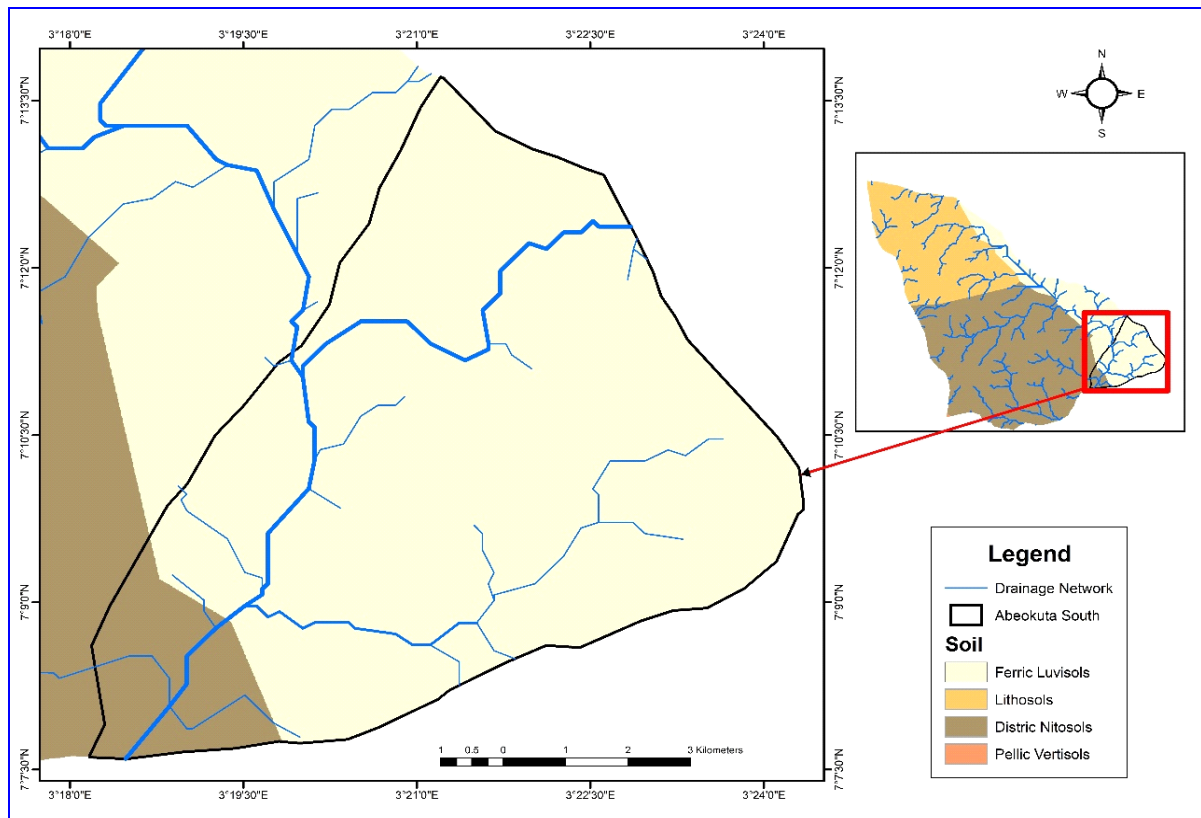 3°18'0"E 3°19'30"E 3°21'0"E 3°22'30"E 3°24'0"E
N
W E
S
7°13'30"N 7°13'30"N
7°12'0"N 7°12'0"N
7°10'30"N 7°10'30"N
7°9'0"N 7°9'0"N
7°7'30"N 7°7'30"N
Legend
Drainage Network
Abeokuta South
Soil
Ferric Luvisols
Lithosols
Distric Nitosols
Pellic Vertisols
1 0.5 0 1 2 3 Kilometers
3°18'0"E 3°19'30"E 3°21'0"E 3°22'30"E 3°24'0"E